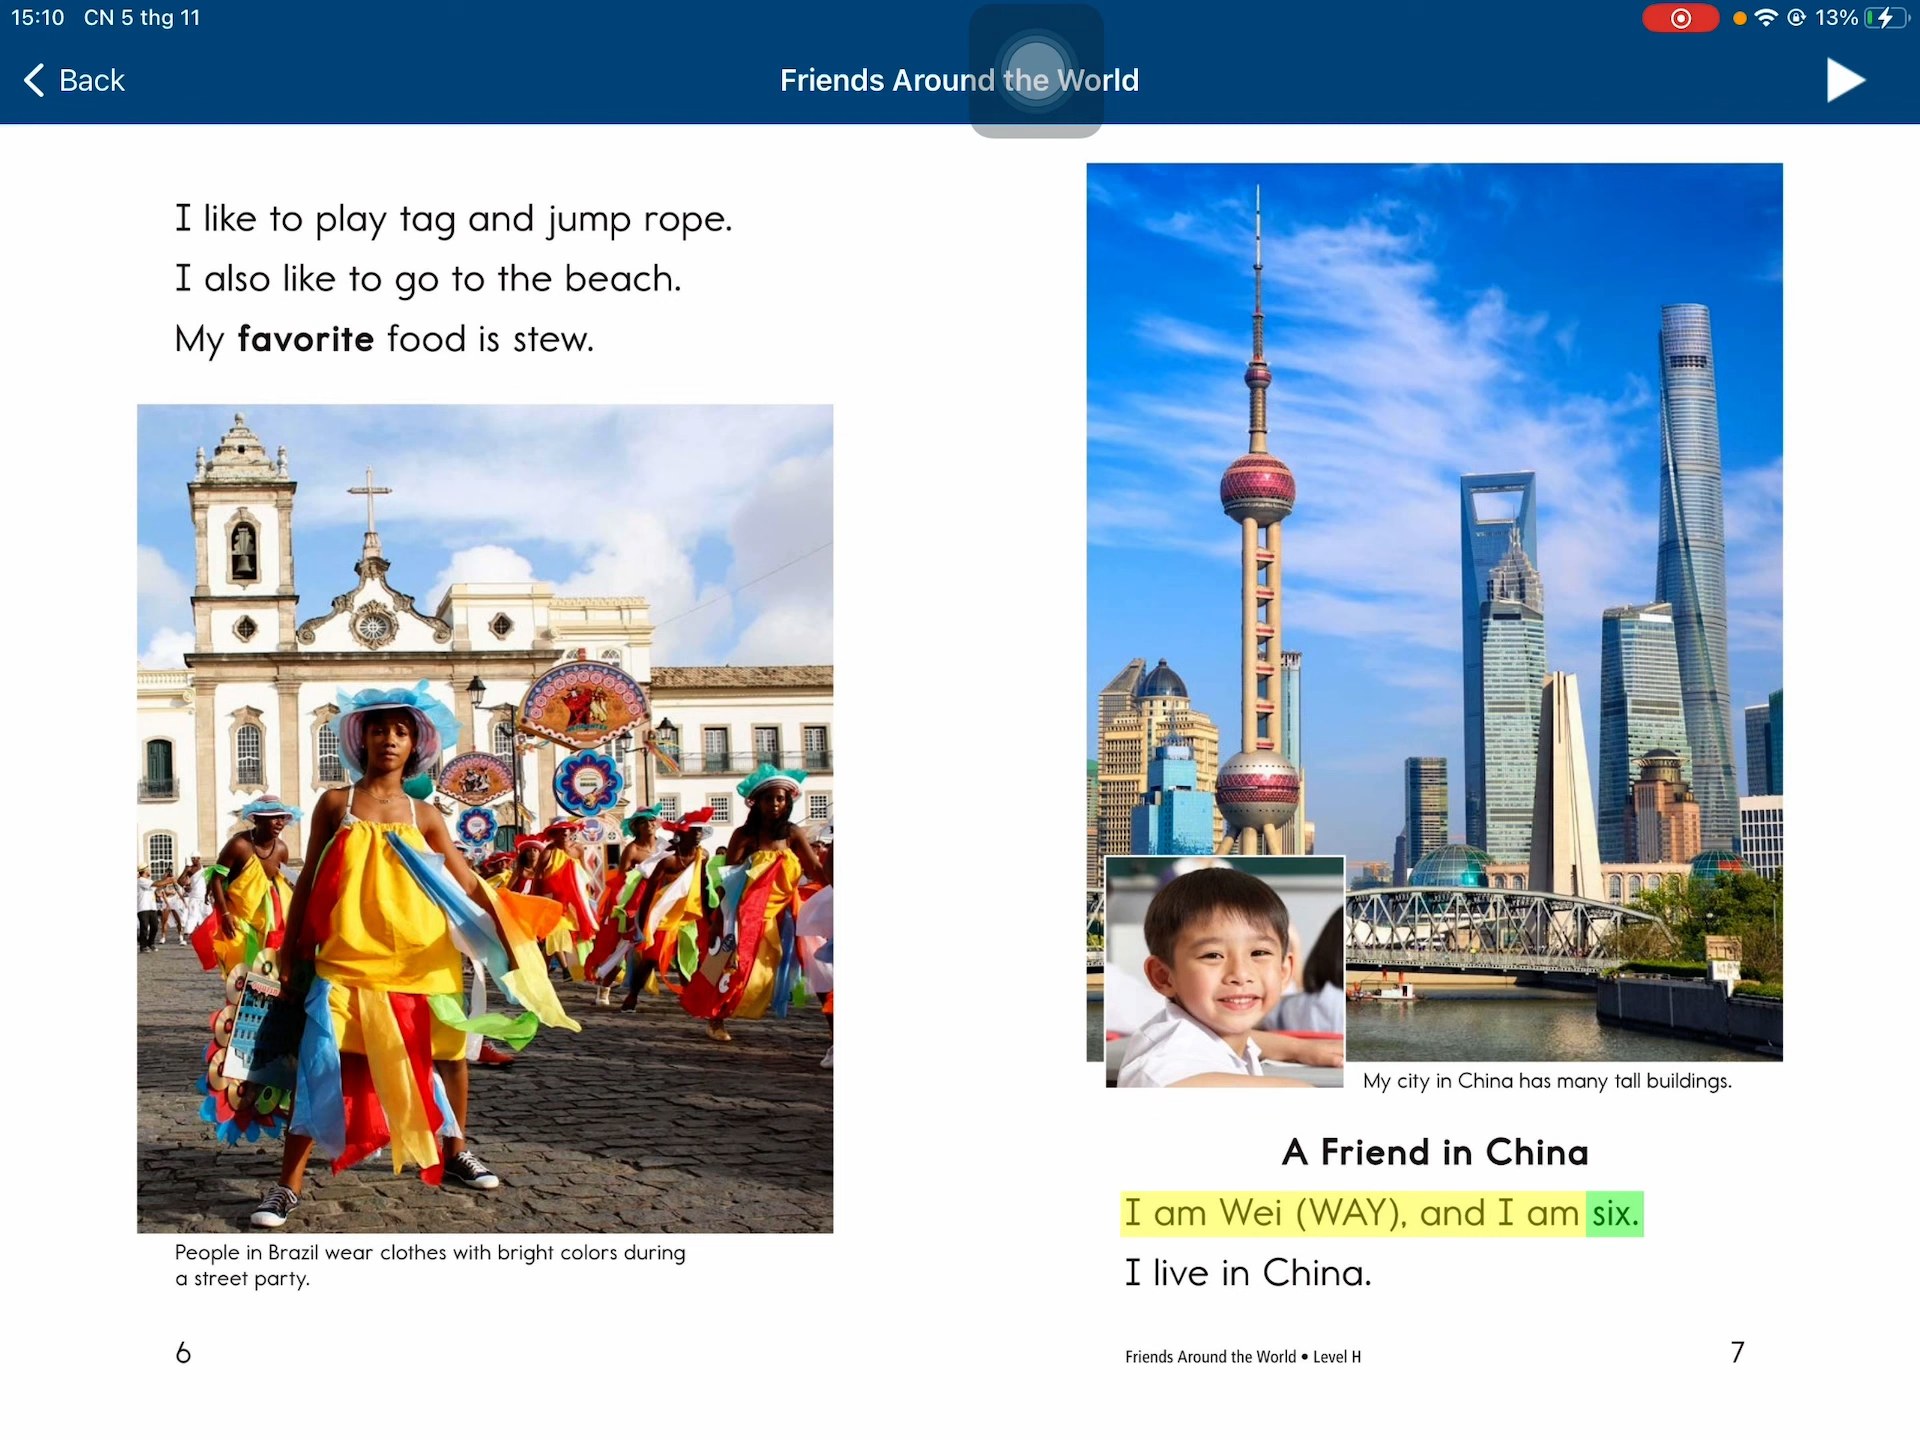 15:10 CN 5 thg 11
13%
Back
Friends Around the World
I like to play tag and jump rope.
I also like to go to the beach.
My favorite food is stew.
People in Brazil wear clothes with bright colors during
a street party.
6
My city in China has many tall buildings.
A Friend in China
I am Wei (WAY), and I am six.
I live in China.
Friends Around the World • Level H
7